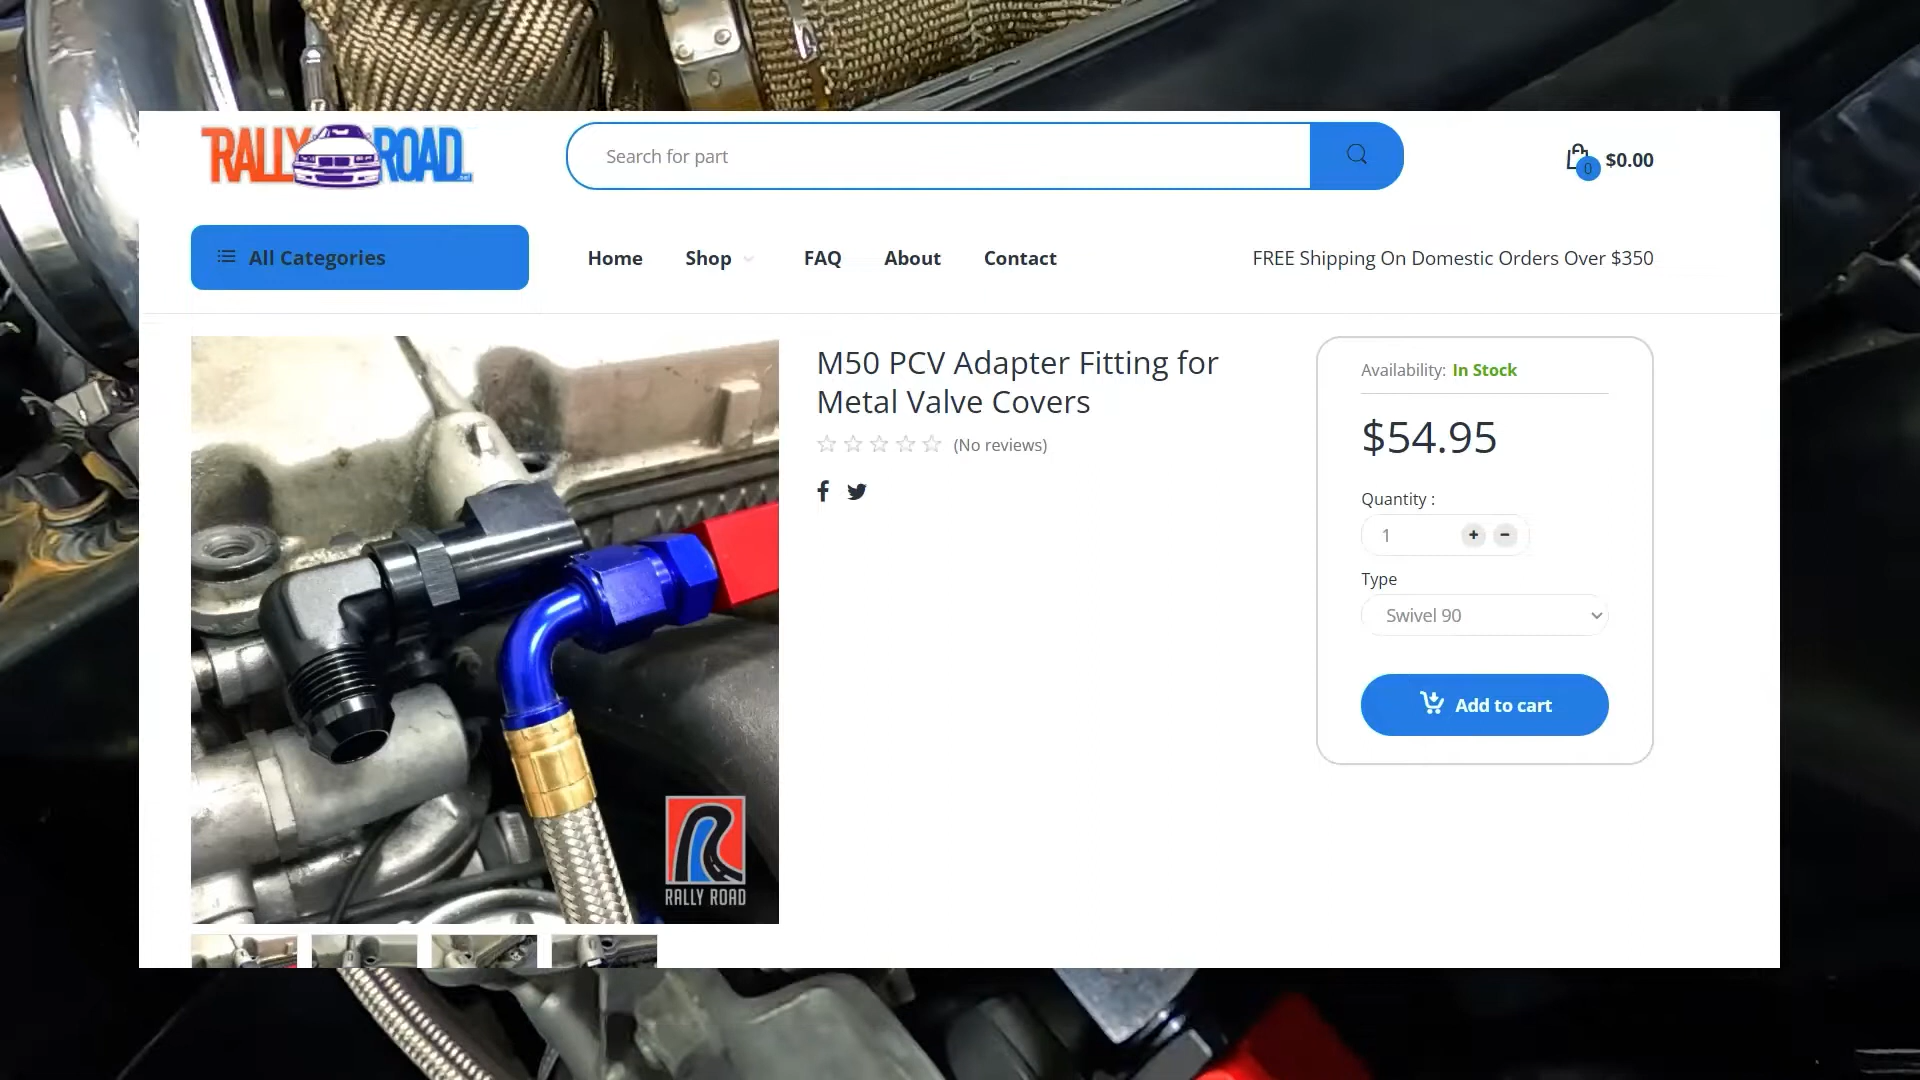 RALLY ROAD
Search for part
0
$0.00
All Categories
Home
Shop
FAQ
About
Contact
FREE Shipping On Domestic Orders Over $350
M50 PCV Adapter Fitting for
Metal Valve Covers
(No reviews)
Availability: In Stock
$54.95
Quantity :
1
Type
Swivel 90
Add to cart
RALLY ROAD